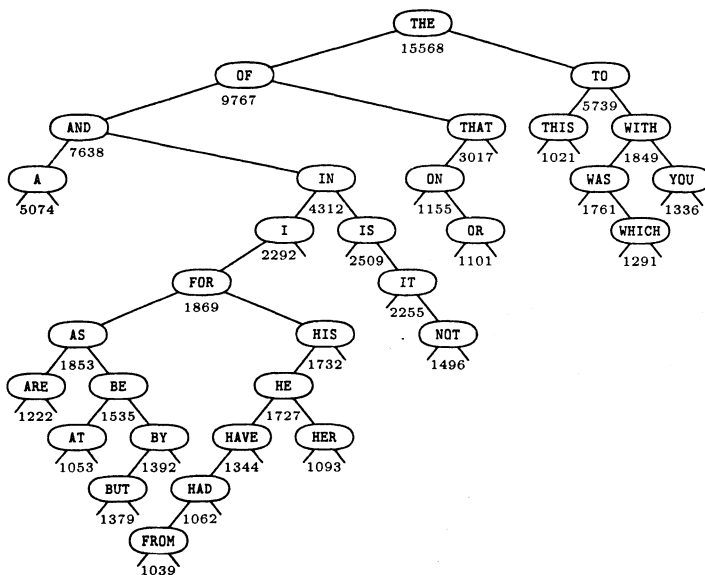 THE
15568
OF TO
9767 5739
AND THAT THIS WITH
7638 3017 1021 1849
A IN ON WAS YOU
5074 4312 1155 1761 1336
I IS OR WHICH
2292 2509 1101 1291
FOR IT
1869 2255
AS HIS NOT
1853 1732 1496
ARE BE HE
1222 1535 1727
AT BY HAVE HER
1053 1392 1344 1093
BUT HAD
1379 1062
FROM
1039